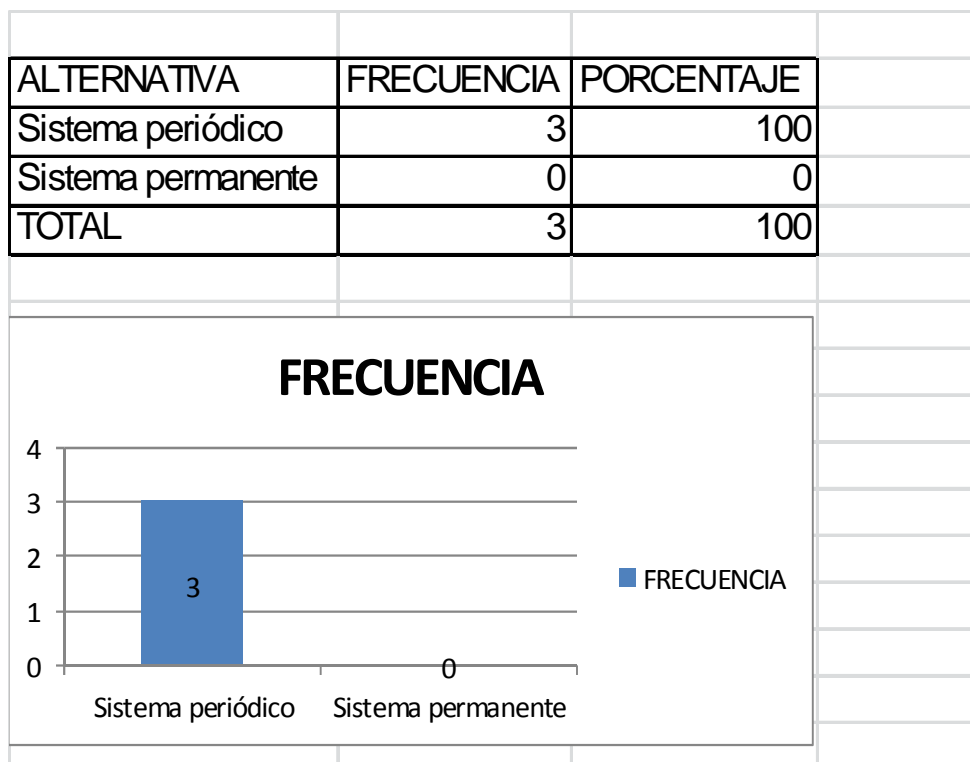 ALTERNATIVA FRECUENCIA PORCENTAJE
Sistema periódico 3 100
Sistema permanente 0 0
TOTAL 3 100
FRECUENCIA
4
3
2
1
0
3
0
FRECUENCIA
Sistema periódico Sistema permanente